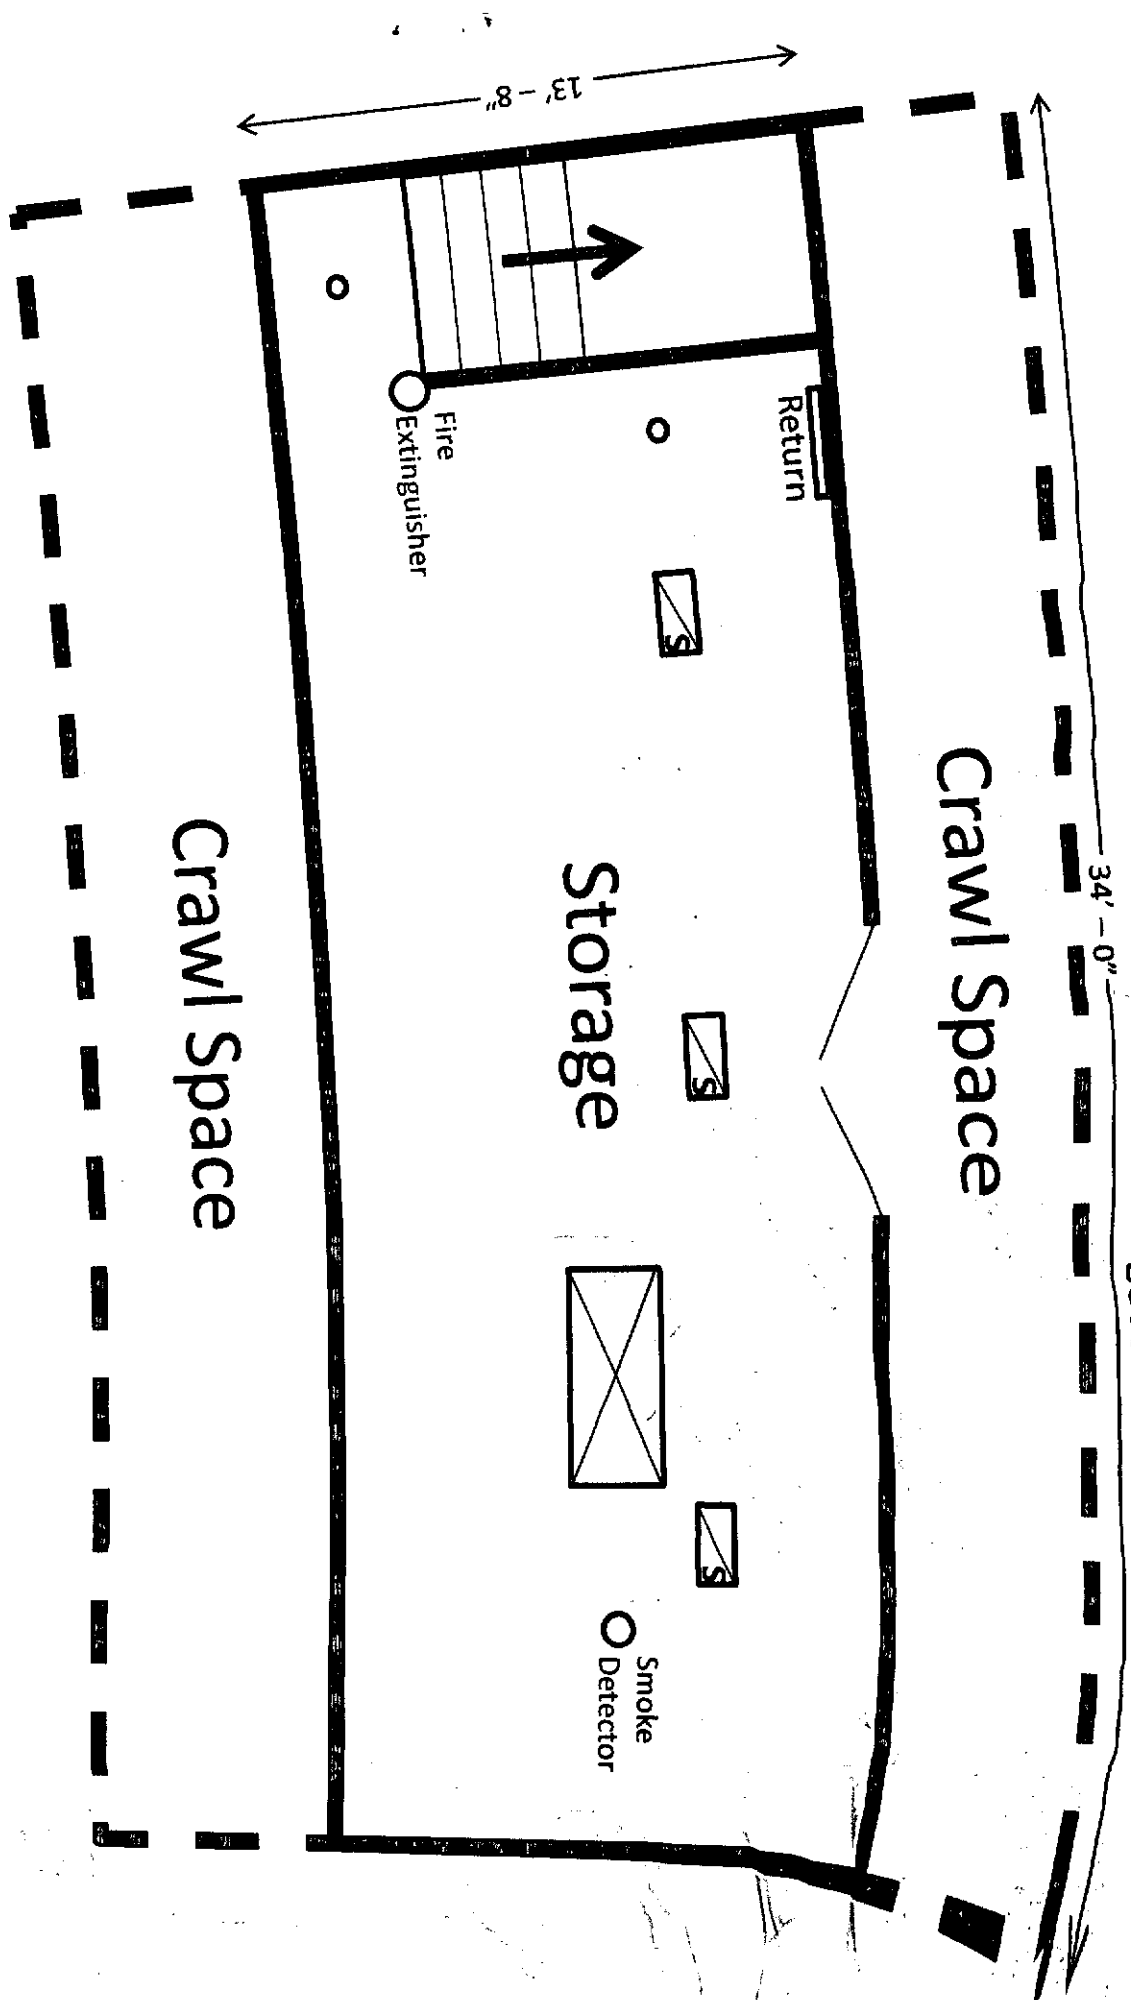 13' – 8"
34' – 0"
Crawl Space
Return
S
S
S
Storage
Fire
Extinguisher
Smoke
Detector
Crawl Space